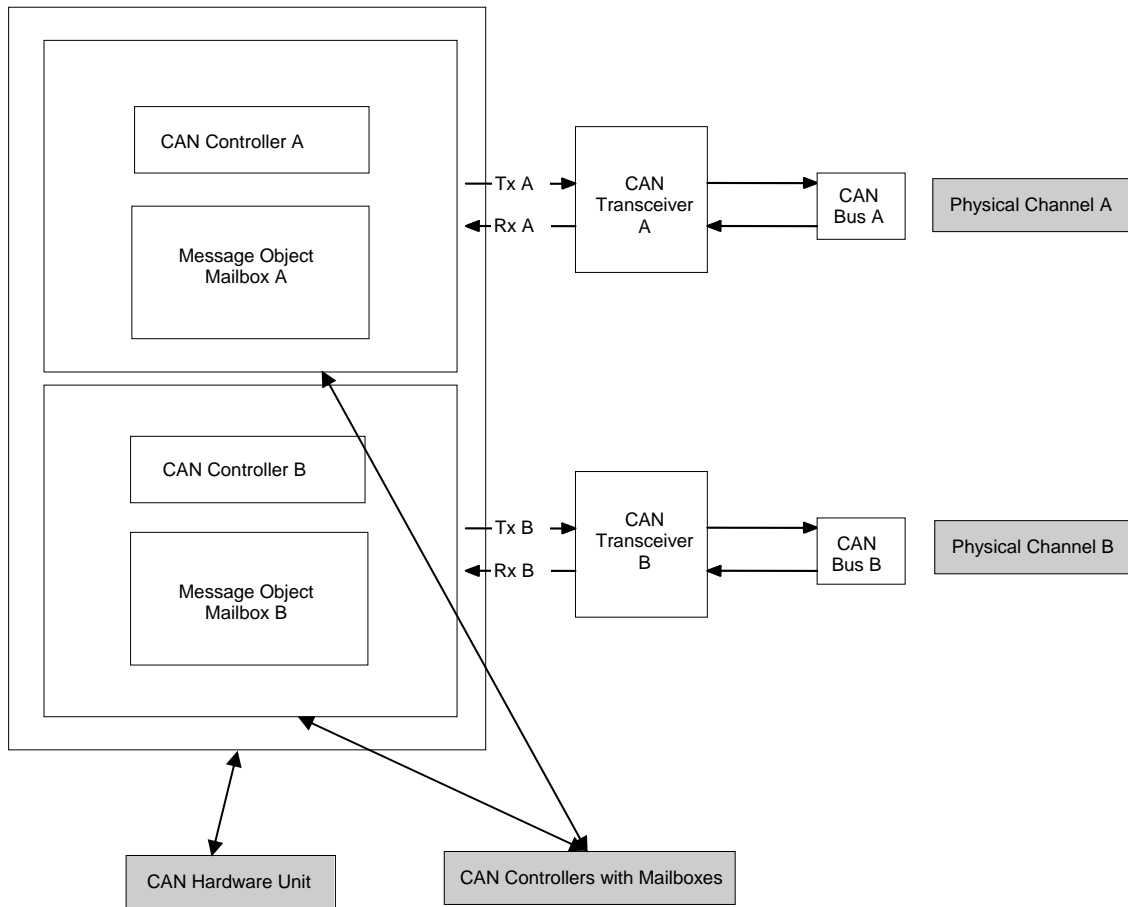 CAN Controller A
Message Object
Mailbox A
Tx A
Rx A
CAN
Transceiver
A
CAN
Bus A
Physical Channel A
CAN Controller B
Message Object
Mailbox B
Tx B
Rx B
CAN
Transceiver
B
CAN
Bus B
Physical Channel B
CAN Hardware Unit
CAN Controllers with Mailboxes